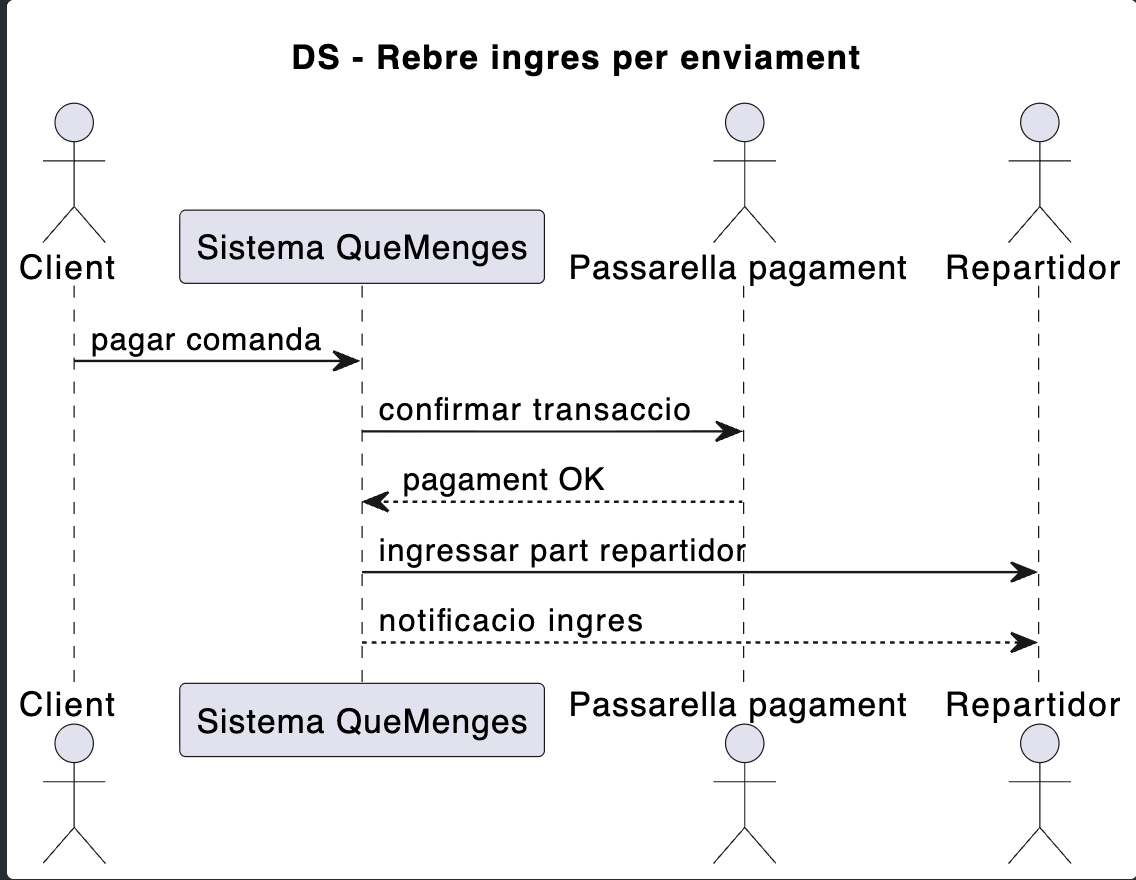 DS - Rebre ingres per enviament
Client
Sistema QueMenges
Passarella pagament
Repartidor
pagar comanda
confirmar transaccio
pagament OK
ingressar part repartidor
notificacio ingres
Client
Sistema QueMenges
Passarella pagament
Repartidor